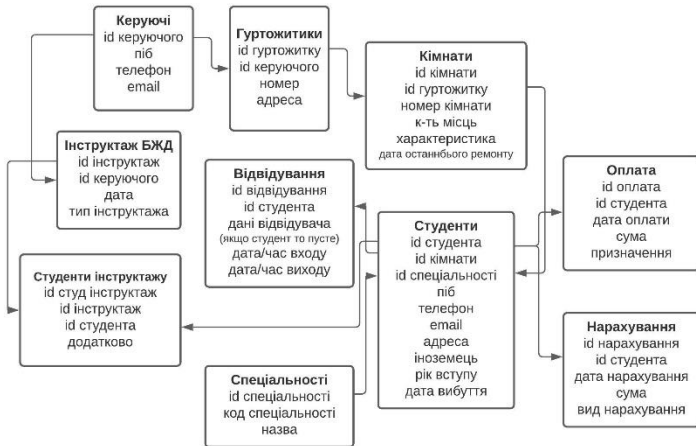 Керуючі
id керуючого
піб
телефон
email
Гуртожитики
id гуртожитку
id керуючого
номер
адреса
Кімнати
id кімнати
id гуртожитку
номер кімнати
к-ть місць
характеристика
дата останнбього ремонту
Інструктаж БЖД
id інструктаж
id керуючого
дата
тип інструктажа
Відвідування
id відвідування
id студента
дані відвідувача
(якщо студент то пусте)
дата/час входу
дата/час виходу
Оплата
id оплата
id студента
дата оплати
сума
призначення
Студенти
id студента
id кімнати
id спеціальності
піб
телефон
email
адреса
іноземець
рік вступу
дата вибуття
Студенти інструктажу
id студ інструктаж
id інструктаж
id студента
додатково
Нарахування
id нарахування
id студента
дата нарахування
сума
вид нарахування
Спеціальності
id спеціальності
код спеціальності
назва